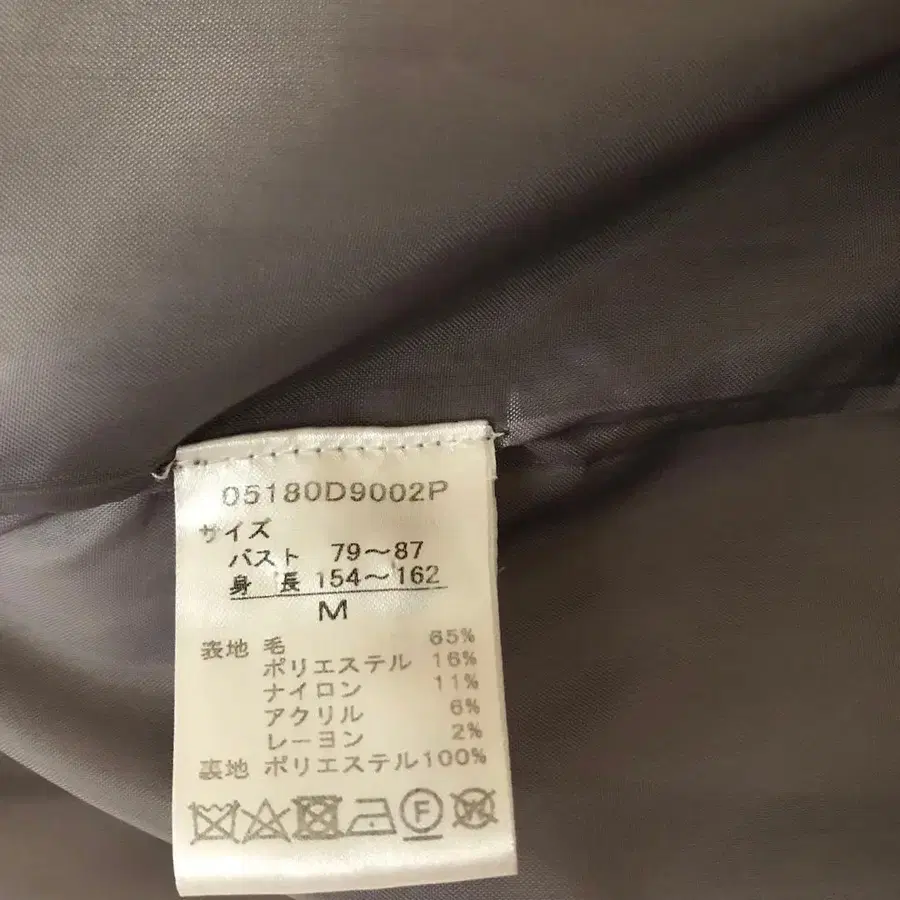 05180D9002P
サイズ
バスト 79～87
身 長 154～162
M
表地 毛 65%
ポリエステル 16%
ナイロン 11%
アクリル 6%
レーヨン 2%
裏地 ポリエステル100%
F
W